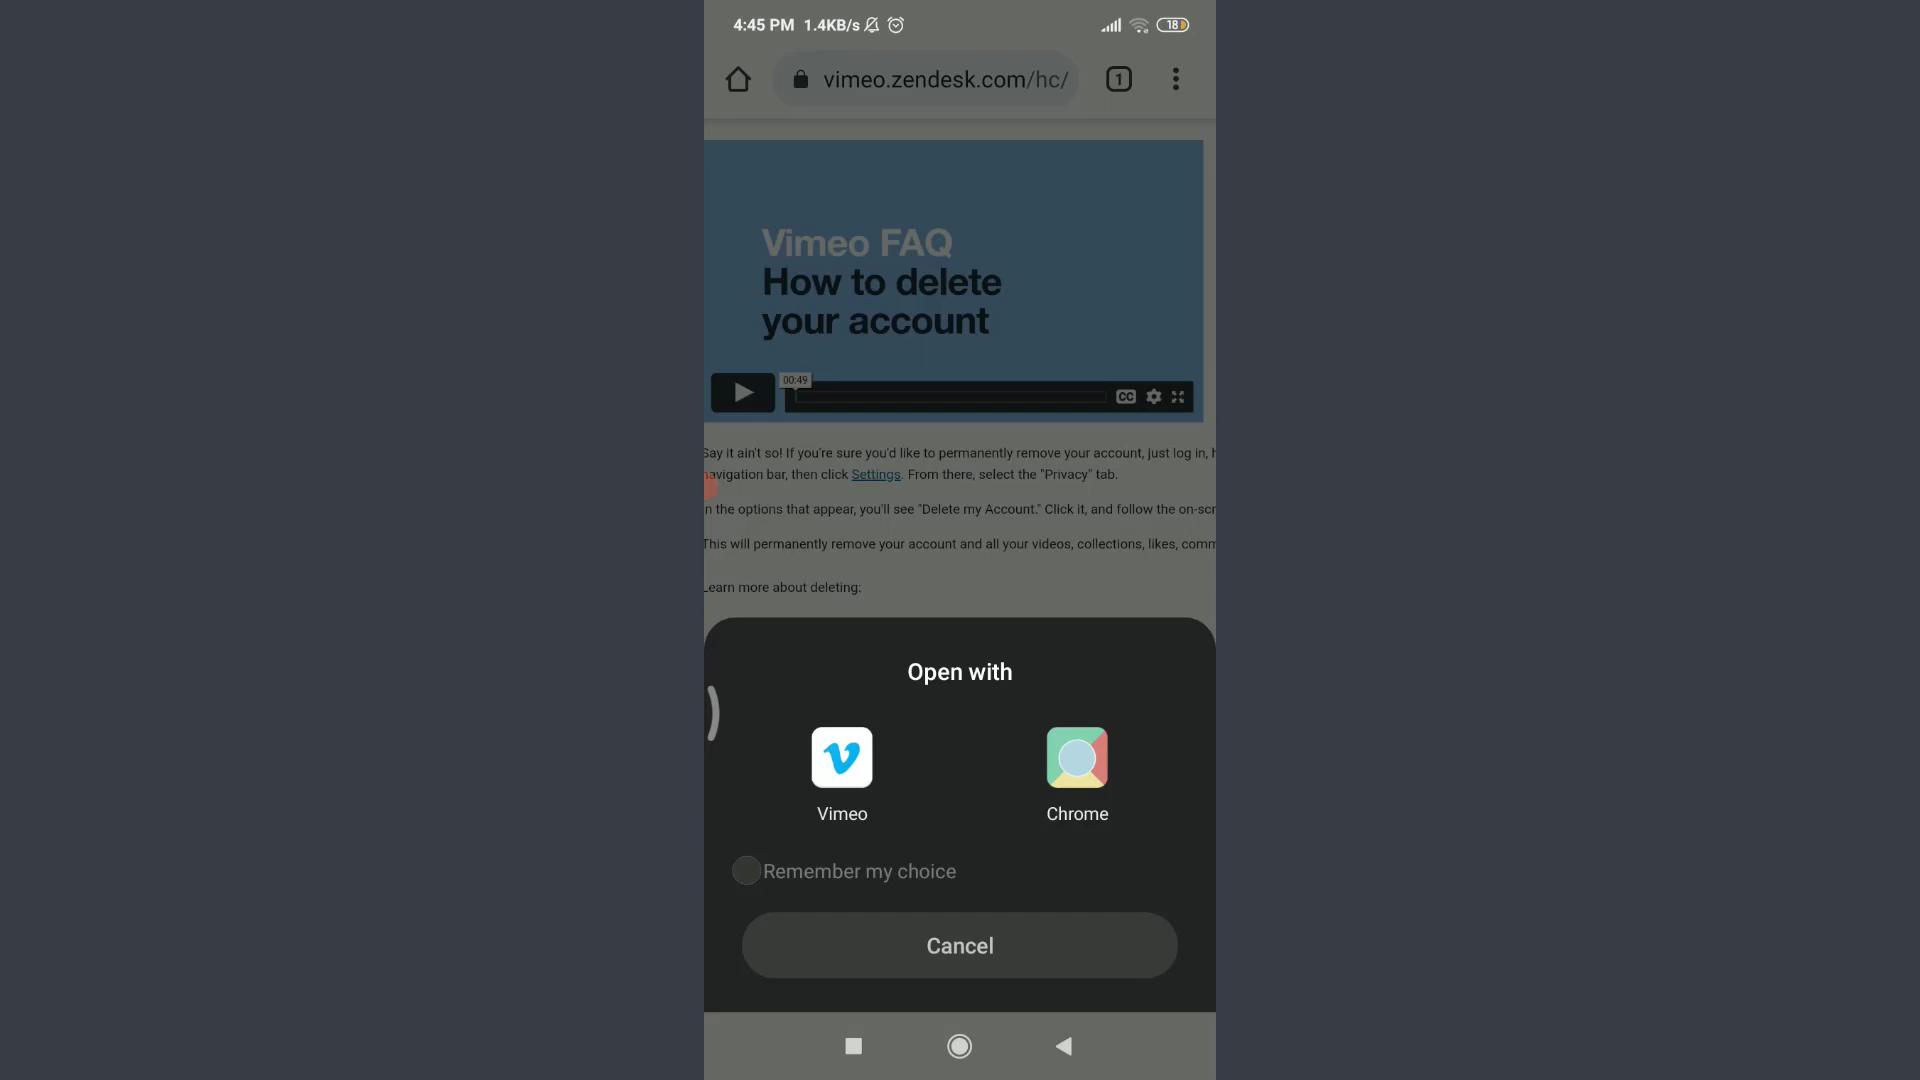 4:45 PM 1.4KB/s 18
vimeo.zendesk.com/hc/ 1
Vimeo FAQ
How to delete
your account
00:49
CC
Say it ain't so! If you're sure you'd like to permanently remove your account, just log in, h
navigation bar, then click Settings. From there, select the "Privacy" tab.
In the options that appear, you'll see "Delete my Account." Click it, and follow the on-scr
This will permanently remove your account and all your videos, collections, likes, comm
Learn more about deleting:
Open with
Vimeo Chrome
Remember my choice
Cancel